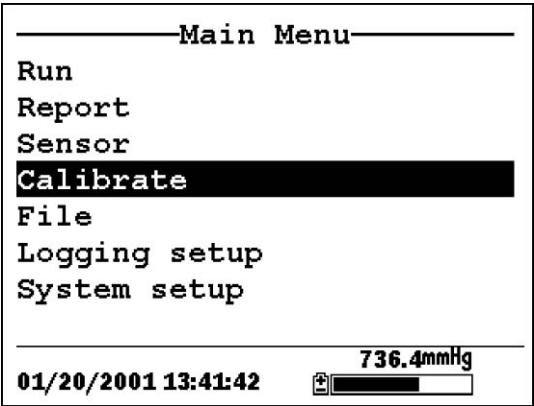 Main Menu
Run
Report
Sensor
Calibrate
File
Logging setup
System setup
736.4mmHg
01/20/2001 13:41:42